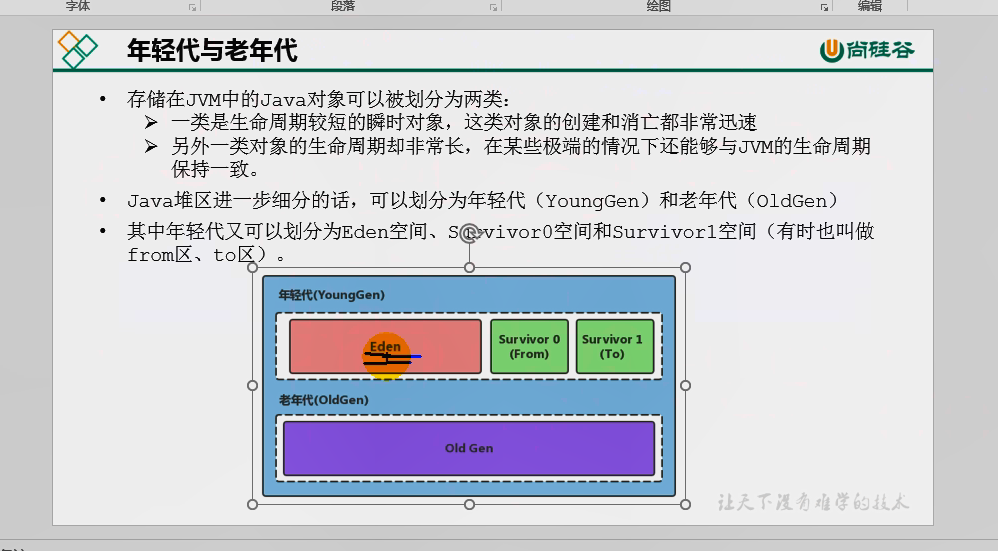 字体 段落 绘图 编辑
年轻代与老年代
尚硅谷
• 存储在JVM中的Java对象可以被划分为两类：
➢ 一类是生命周期较短的瞬时对象，这类对象的创建和消亡都非常迅速
➢ 另外一类对象的生命周期却非常长，在某些极端的情况下还能够与JVM的生命周期
保持一致。
• Java堆区进一步细分的话，可以划分为年轻代（YoungGen）和老年代（OldGen）
• 其中年轻代又可以划分为Eden空间、Survivor0空间和Survivor1空间（有时也叫做
from区、to区）。
年轻代(YoungGen)
Eden
Survivor 0
(From)
Survivor 1
(To)
老年代(OldGen)
Old Gen
让天下没有难学的技术